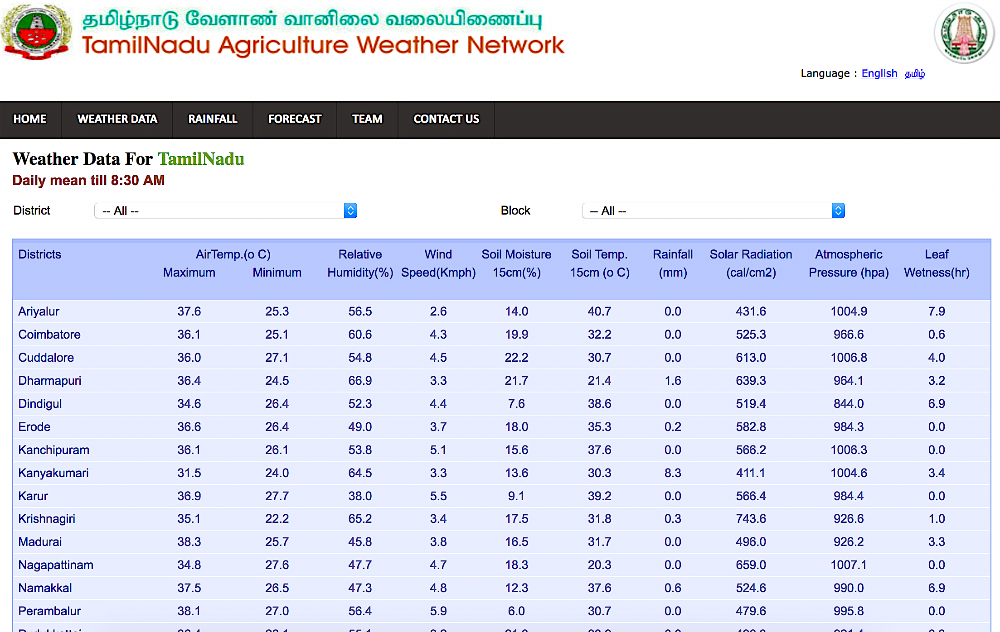 தமிழ்நாடு வேளாண் வானிலை வலையிணைப்பு
TamilNadu Agriculture Weather Network
Language : English தமிழ்
HOME WEATHER DATA RAINFALL FORECAST TEAM CONTACT US
Weather Data For TamilNadu
Daily mean till 8:30 AM
District -- All -- Block -- All --
Districts AirTemp.(o C) Relative Wind Soil Moisture Soil Temp. Rainfall Solar Radiation Atmospheric Leaf
Maximum Minimum Humidity(%) Speed(Kmph) 15cm(%) 15cm (o C) (mm) (cal/cm2) Pressure (hpa) Wetness(hr)
Ariyalur 37.6 25.3 56.5 2.6 14.0 40.7 0.0 431.6 1004.9 7.9
Coimbatore 36.1 25.1 60.6 4.3 19.9 32.2 0.0 525.3 966.6 0.6
Cuddalore 36.0 27.1 54.8 4.5 22.2 30.7 0.0 613.0 1006.8 4.0
Dharmapuri 36.4 24.5 66.9 3.3 21.7 21.4 1.6 639.3 964.1 3.2
Dindigul 34.6 26.4 52.3 4.4 7.6 38.6 0.0 519.4 844.0 6.9
Erode 36.6 26.4 49.0 3.7 18.0 35.3 0.2 582.8 984.3 0.0
Kanchipuram 36.1 26.1 53.8 5.1 15.6 37.6 0.0 566.2 1006.3 0.0
Kanyakumari 31.5 24.0 64.5 3.3 13.6 30.3 8.3 411.1 1004.6 3.4
Karur 36.9 27.7 38.0 5.5 9.1 39.2 0.0 566.4 984.4 0.0
Krishnagiri 35.1 22.2 65.2 3.4 17.5 31.8 0.3 743.6 926.6 1.0
Madurai 38.3 25.7 45.8 3.8 16.5 31.7 0.0 496.0 926.2 3.3
Nagapattinam 34.8 27.6 47.7 4.7 18.3 20.3 0.0 659.0 1007.1 0.0
Namakkal 37.5 26.5 47.3 4.8 12.3 37.6 0.6 524.6 990.0 6.9
Perambalur 38.1 27.0 56.4 5.9 6.0 30.7 0.0 479.6 995.8 0.0